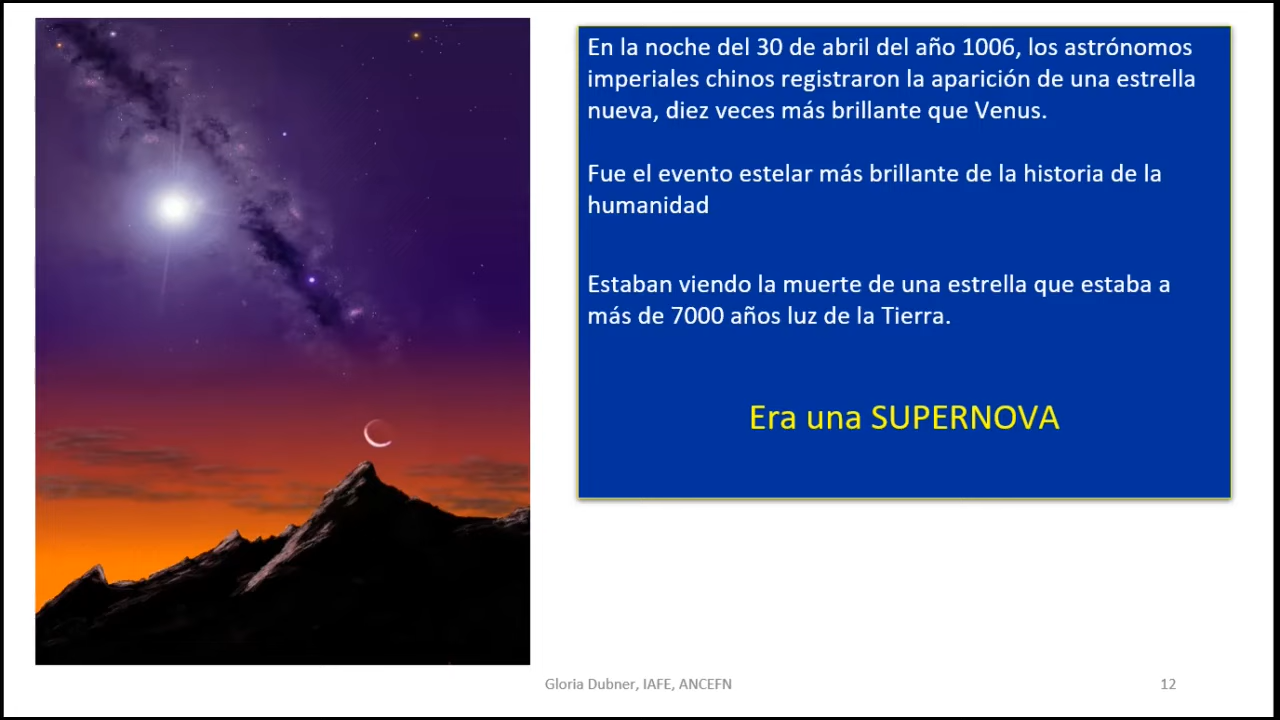 En la noche del 30 de abril del año 1006, los astrónomos
imperiales chinos registraron la aparición de una estrella
nueva, diez veces más brillante que Venus.
Fue el evento estelar más brillante de la historia de la
humanidad
Estaban viendo la muerte de una estrella que estaba a
más de 7000 años luz de la Tierra.
Era una SUPERNOVA
Gloria Dubner, IAFE, ANCEFN
12